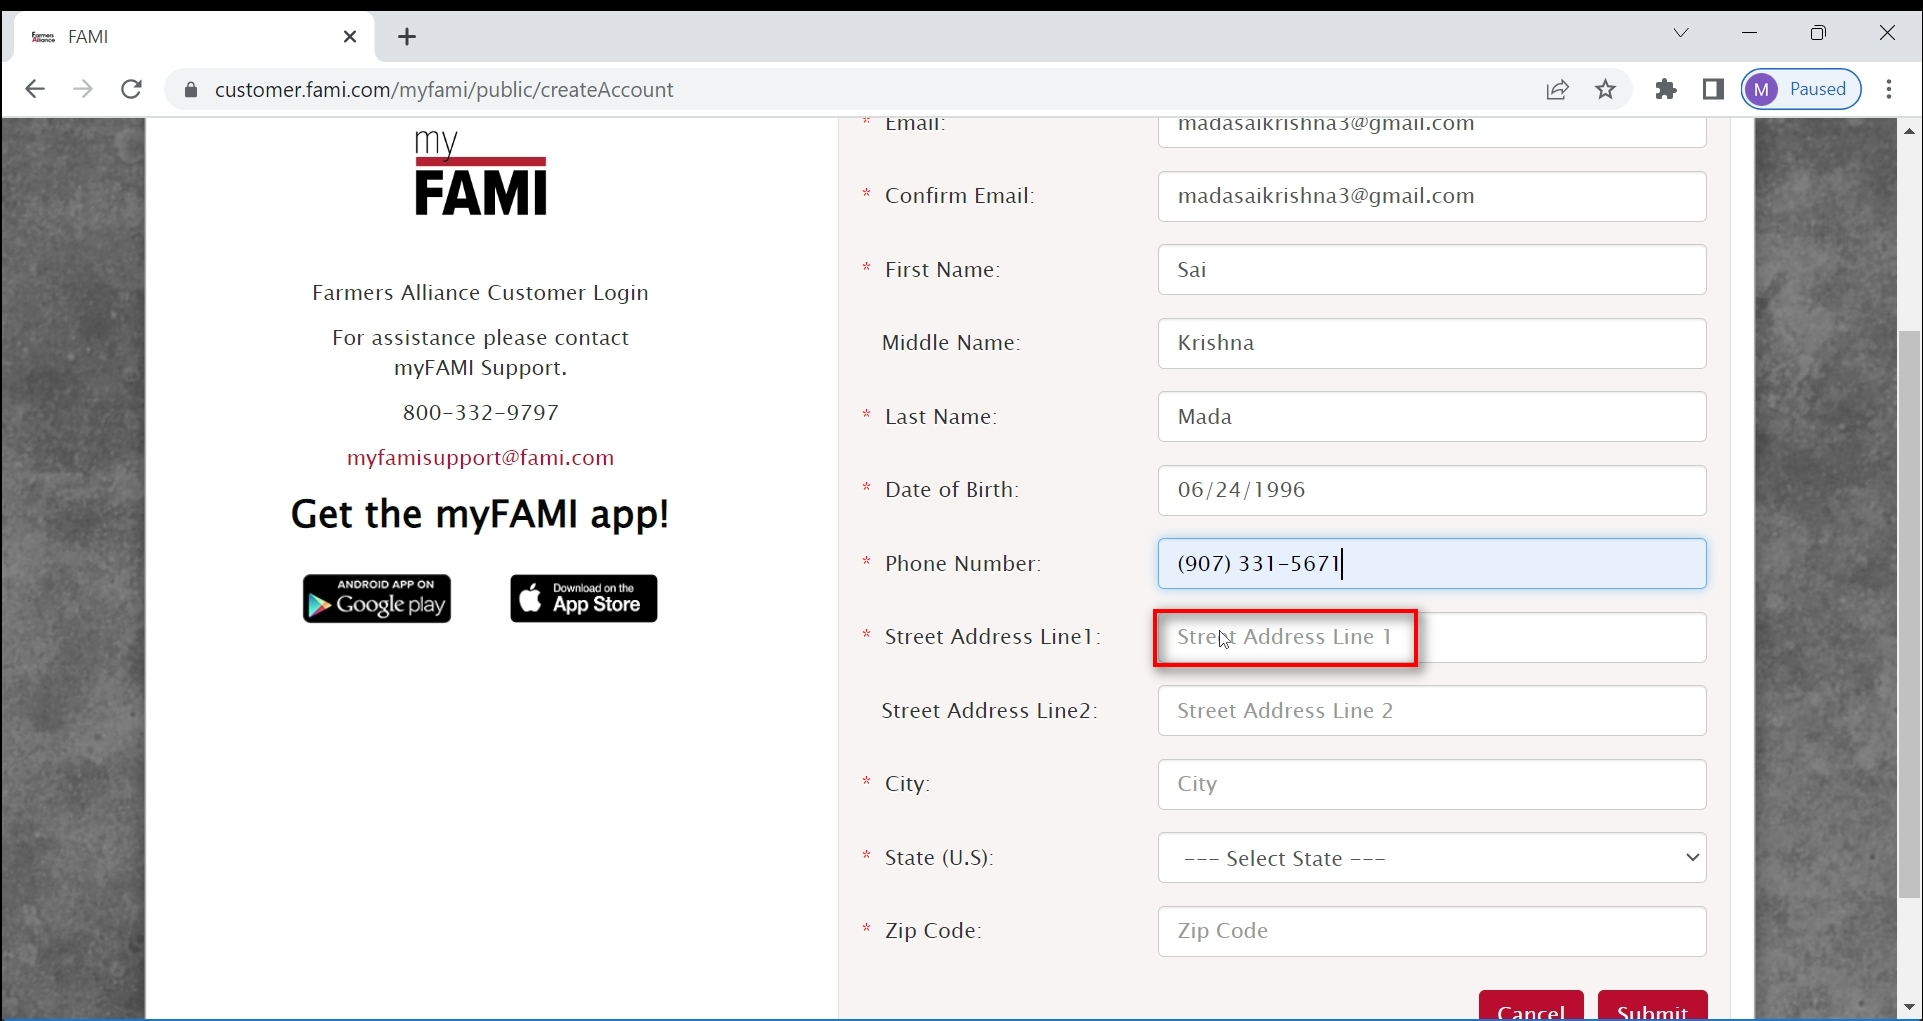 Farmers Alliance FAMI
customer.fami.com/myfami/public/createAccount
M Paused
my
FAMI
Farmers Alliance Customer Login
For assistance please contact
myFAMI Support.
800-332-9797
myfamisupport@fami.com
Get the myFAMI app!
ANDROID APP ON
Google play
Download on the
App Store
* Email: madasaikrishna3@gmail.com
* Confirm Email: madasaikrishna3@gmail.com
* First Name: Sai
Middle Name: Krishna
* Last Name: Mada
* Date of Birth: 06/24/1996
* Phone Number: (907) 331-5671
* Street Address Line1: Street Address Line 1
Street Address Line2: Street Address Line 2
* City: City
* State (U.S): --- Select State ---
* Zip Code: Zip Code
Cancel Submit